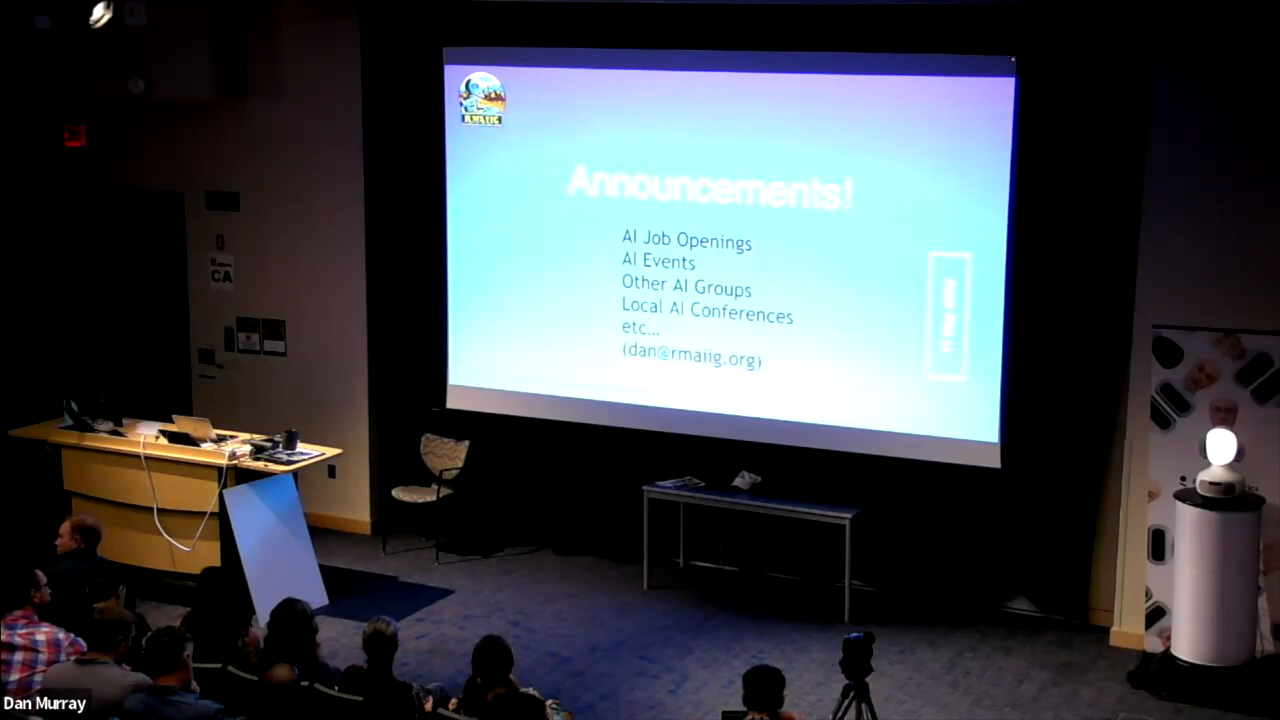 RMAIIG
Announcements!
AI Job Openings
AI Events
Other AI Groups
Local AI Conferences
etc...
(dan@rmaiig.org)
CA
Dan Murray